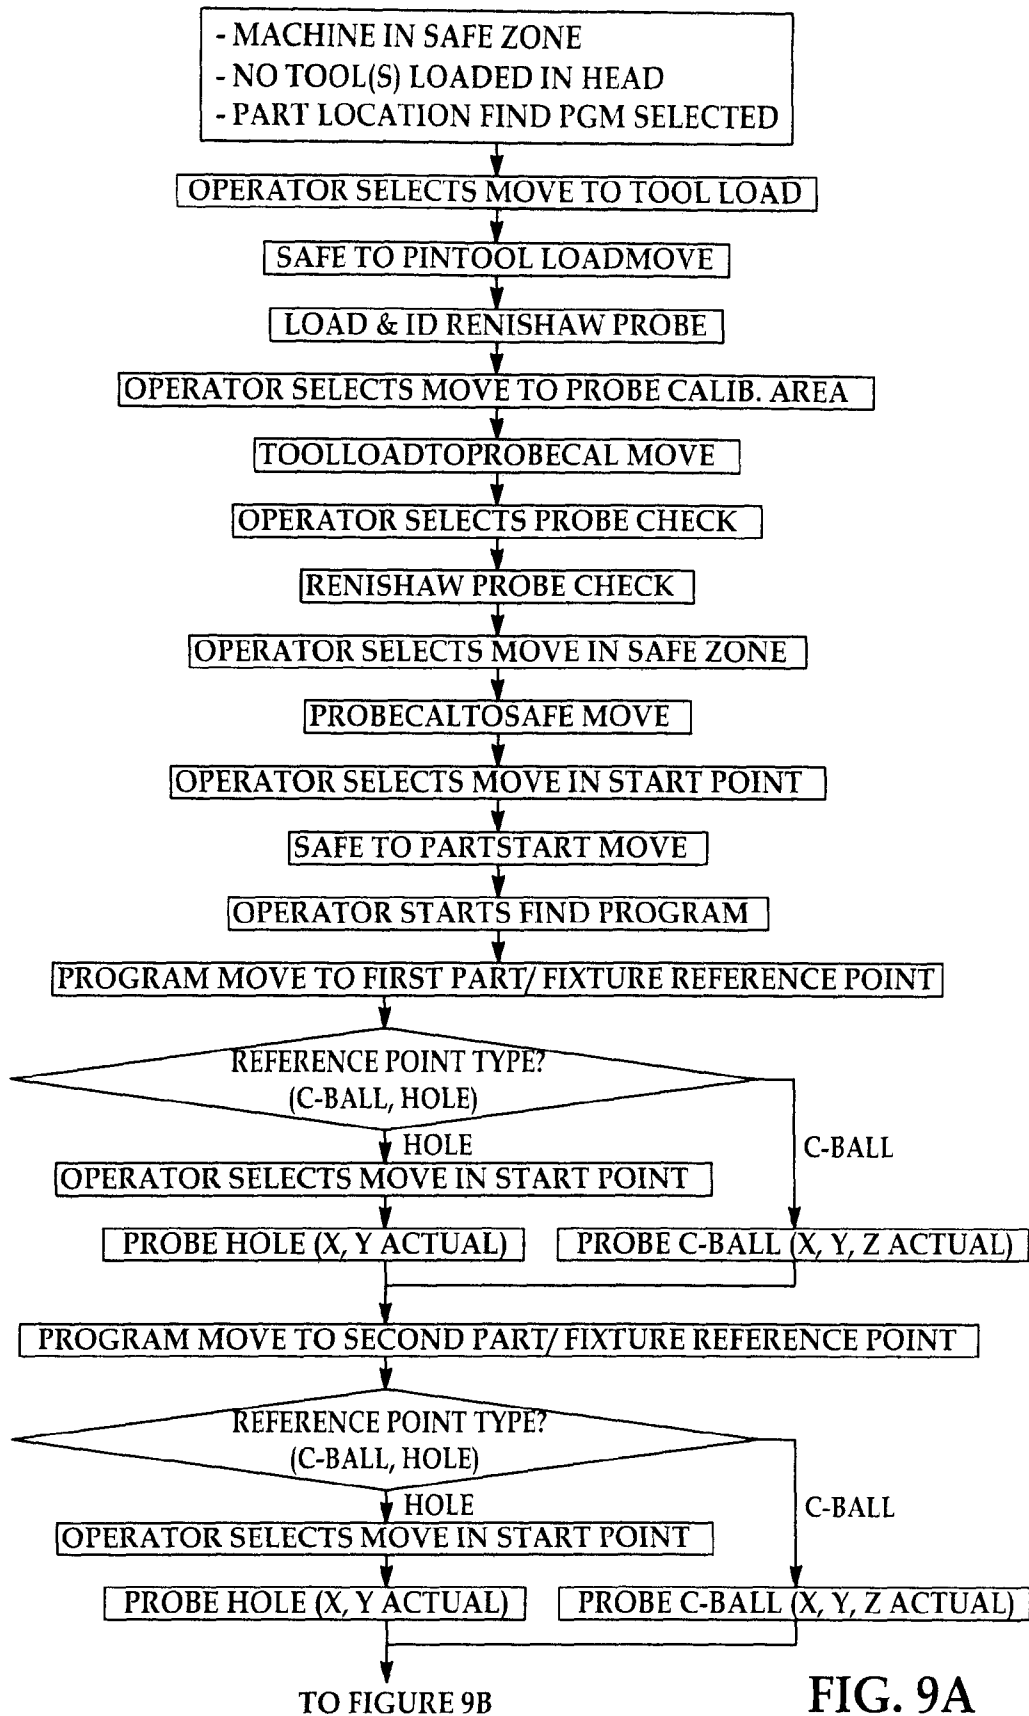 - MACHINE IN SAFE ZONE
- NO TOOL(S) LOADED IN HEAD
- PART LOCATION FIND PGM SELECTED
OPERATOR SELECTS MOVE TO TOOL LOAD
SAFE TO PINTOOL LOADMOVE
LOAD & ID RENISHAW PROBE
OPERATOR SELECTS MOVE TO PROBE CALIB. AREA
TOOLLOADTOPROBECAL MOVE
OPERATOR SELECTS PROBE CHECK
RENISHAW PROBE CHECK
OPERATOR SELECTS MOVE IN SAFE ZONE
PROBECALTOSAFE MOVE
OPERATOR SELECTS MOVE IN START POINT
SAFE TO PARTSTART MOVE
OPERATOR STARTS FIND PROGRAM
PROGRAM MOVE TO FIRST PART/ FIXTURE REFERENCE POINT
REFERENCE POINT TYPE?
(C-BALL, HOLE)
HOLE
C-BALL
OPERATOR SELECTS MOVE IN START POINT
PROBE HOLE (X, Y ACTUAL)
PROBE C-BALL (X, Y, Z ACTUAL)
PROGRAM MOVE TO SECOND PART/ FIXTURE REFERENCE POINT
REFERENCE POINT TYPE?
(C-BALL, HOLE)
HOLE
C-BALL
OPERATOR SELECTS MOVE IN START POINT
PROBE HOLE (X, Y ACTUAL)
PROBE C-BALL (X, Y, Z ACTUAL)
TO FIGURE 9B
FIG. 9A